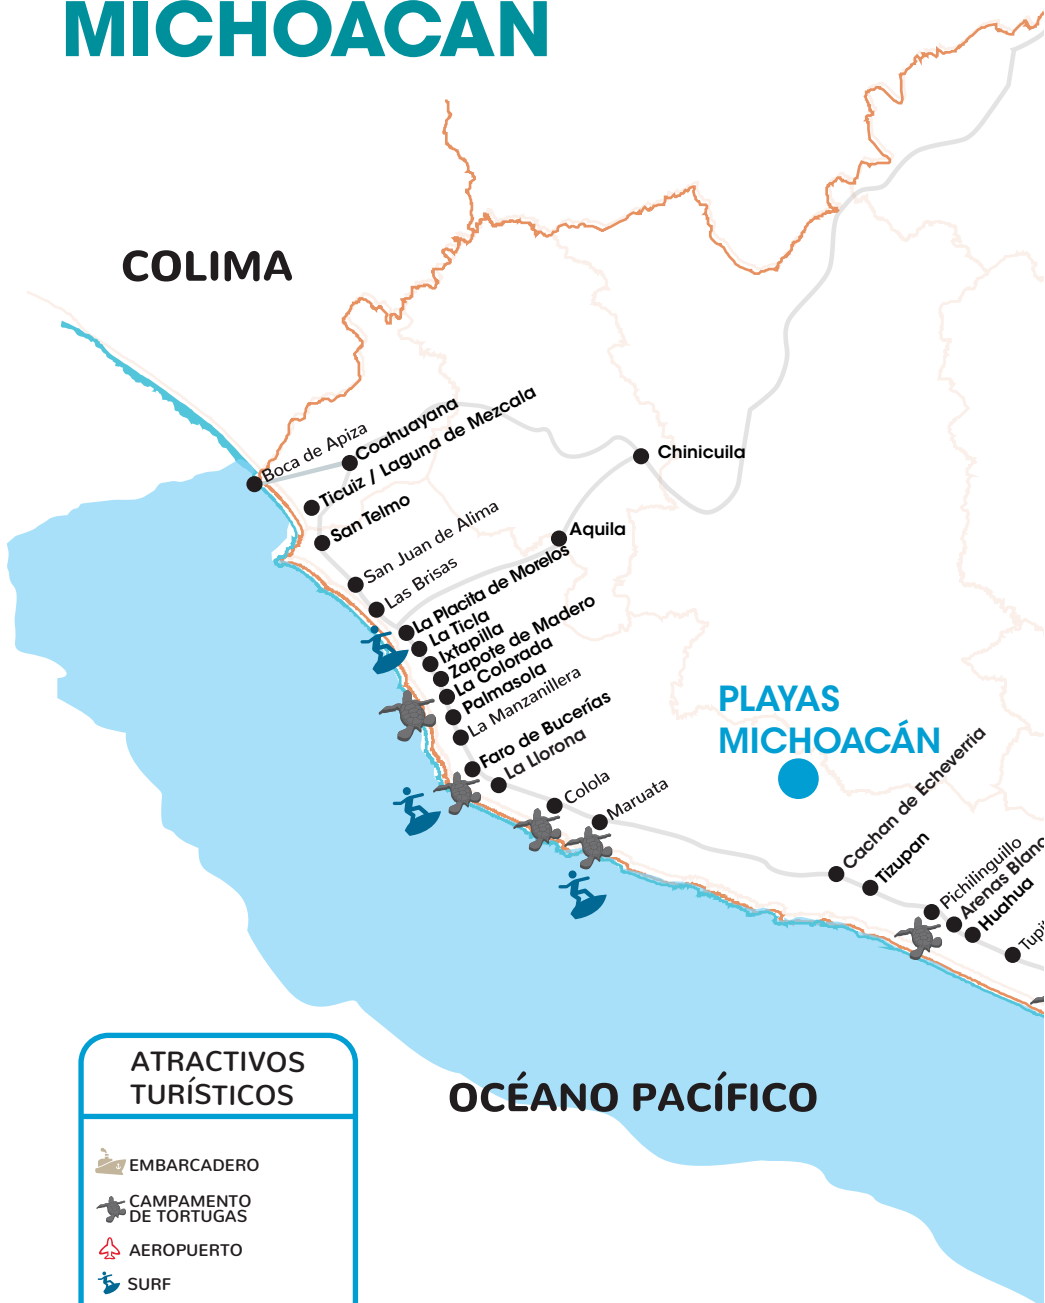 MICHOACAN
COLIMA
Boca de Apiza
Coahuayana
Ticuiz / Laguna de Mezcala
San Telmo
Chinicuila
San Juan de Alima
Aquila
Las Brisas
La Placita de Morelos
La Ticla
Ixtapilla
Zapote de Madero
La Colorada
Palmasola
La Manzanillera
Faro de Bucerías
La Llorona
Colola
Maruata
PLAYAS
MICHOACÁN
Cachan de Echeverria
Tizupan
Pichilinguillo
Arenas Blanc
Huahua
Tupi
OCÉANO PACÍFICO
ATRACTIVOS
TURÍSTICOS
EMBARCADERO
CAMPAMENTO
DE TORTUGAS
AEROPUERTO
SURF